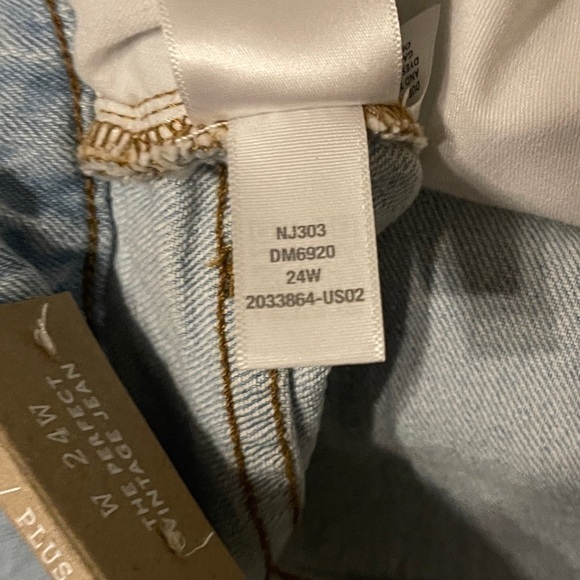 NJ303
DM6920
24W
2033864-US02
W 24W
THE PERFECT
VINTAGE JEAN
PLUS